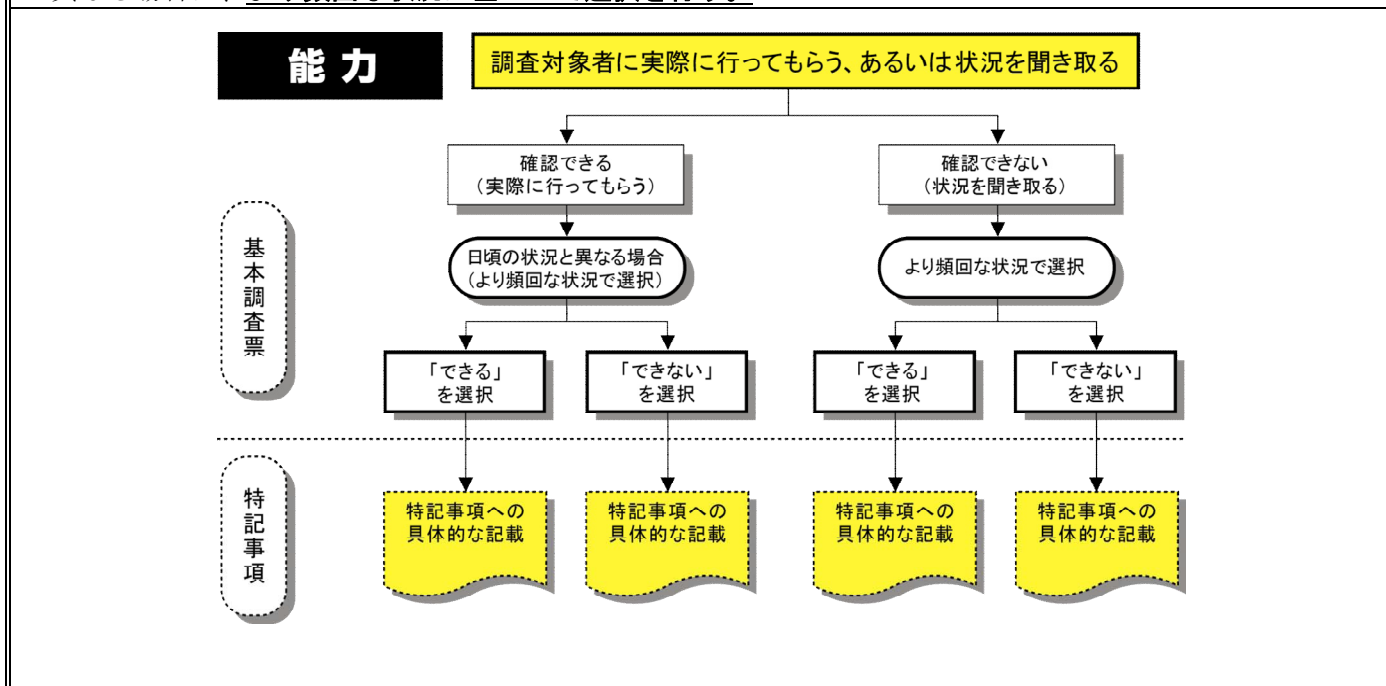 能力
調査対象者に実際に行ってもらう、あるいは状況を聞き取る
確認できる
（実際に行ってもらう）
確認できない
（状況を聞き取る）
基本調査票
日頃の状況と異なる場合
（より頻回な状況で選択）
より頻回な状況で選択
「できる」
を選択
「できない」
を選択
「できる」
を選択
「できない」
を選択
特記事項
特記事項への
具体的な記載
特記事項への
具体的な記載
特記事項への
具体的な記載
特記事項への
具体的な記載